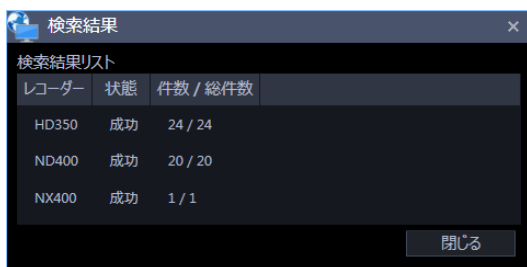 検索結果
検索結果リスト
レコーダー 状態 件数 / 総件数
HD350 成功 24 / 24
ND400 成功 20 / 20
NX400 成功 1 / 1
閉じる